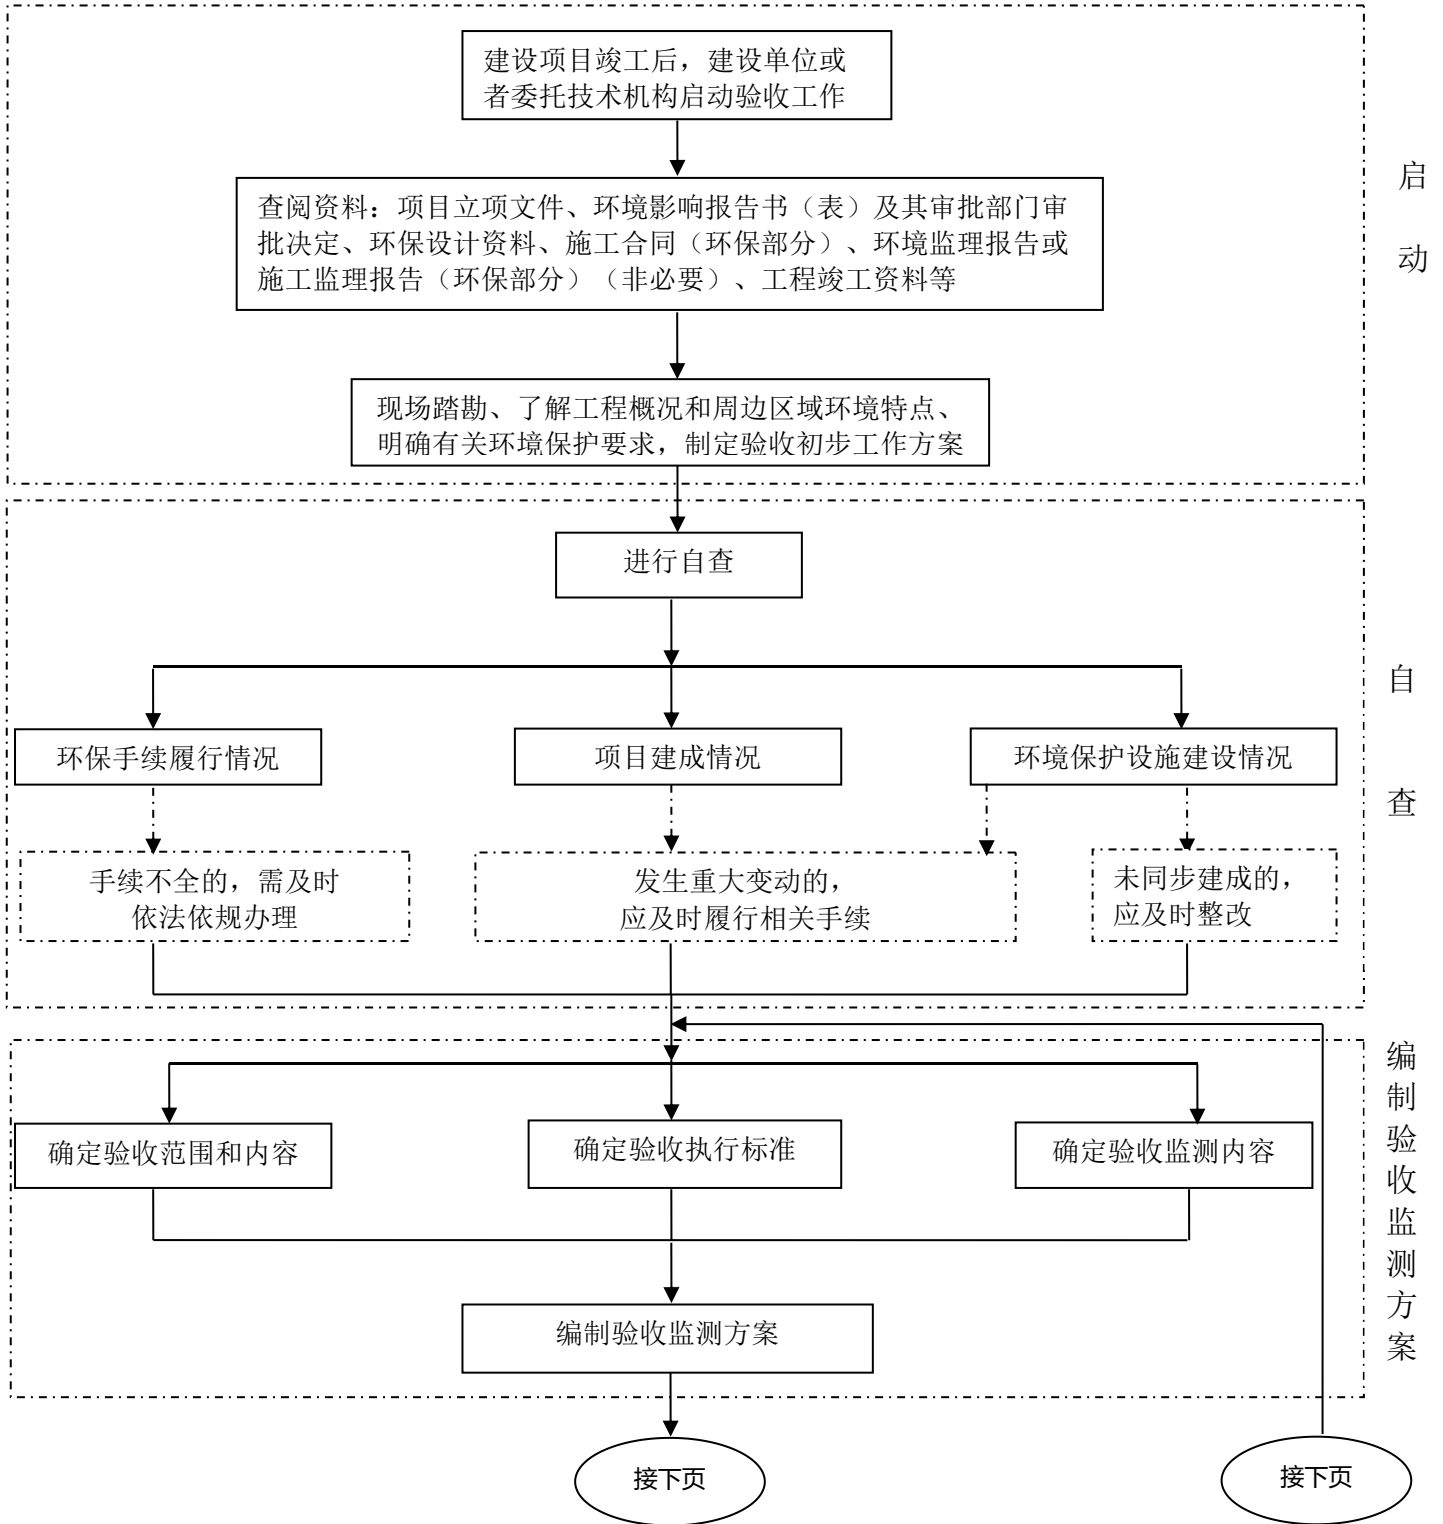 建设项目竣工后，建设单位或
者委托技术机构启动验收工作
查阅资料：项目立项文件、环境影响报告书（表）及其审批部门审
批决定、环保设计资料、施工合同（环保部分）、环境监理报告或
施工监理报告（环保部分）（非必要）、工程竣工资料等
现场踏勘、了解工程概况和周边区域环境特点、
明确有关环境保护要求，制定验收初步工作方案
启
动
进行自查
环保手续履行情况
项目建成情况
环境保护设施建设情况
手续不全的，需及时
依法依规办理
发生重大变动的，
应及时履行相关手续
未同步建成的，
应及时整改
自
查
确定验收范围和内容
确定验收执行标准
确定验收监测内容
编制验收监测方案
编
制
验
收
监
测
方
案
接下页
接下页